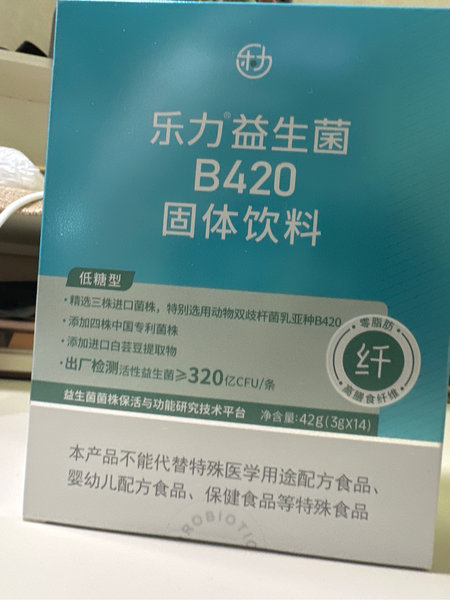 乐力®益生菌
B420
固体饮料
低糖型
·精选三株进口菌株，特别选用动物双歧杆菌乳亚种B420
·添加四株中国专利菌株
·添加进口白芸豆提取物
·出厂检测活性益生菌≥320亿CFU/条
零脂肪
纤
高膳食纤维
益生菌菌株保活与功能研究技术平台 净含量:42g(3gX14)
本产品不能代替特殊医学用途配方食品、
婴幼儿配方食品、保健食品等特殊食品
ROBIOTIC